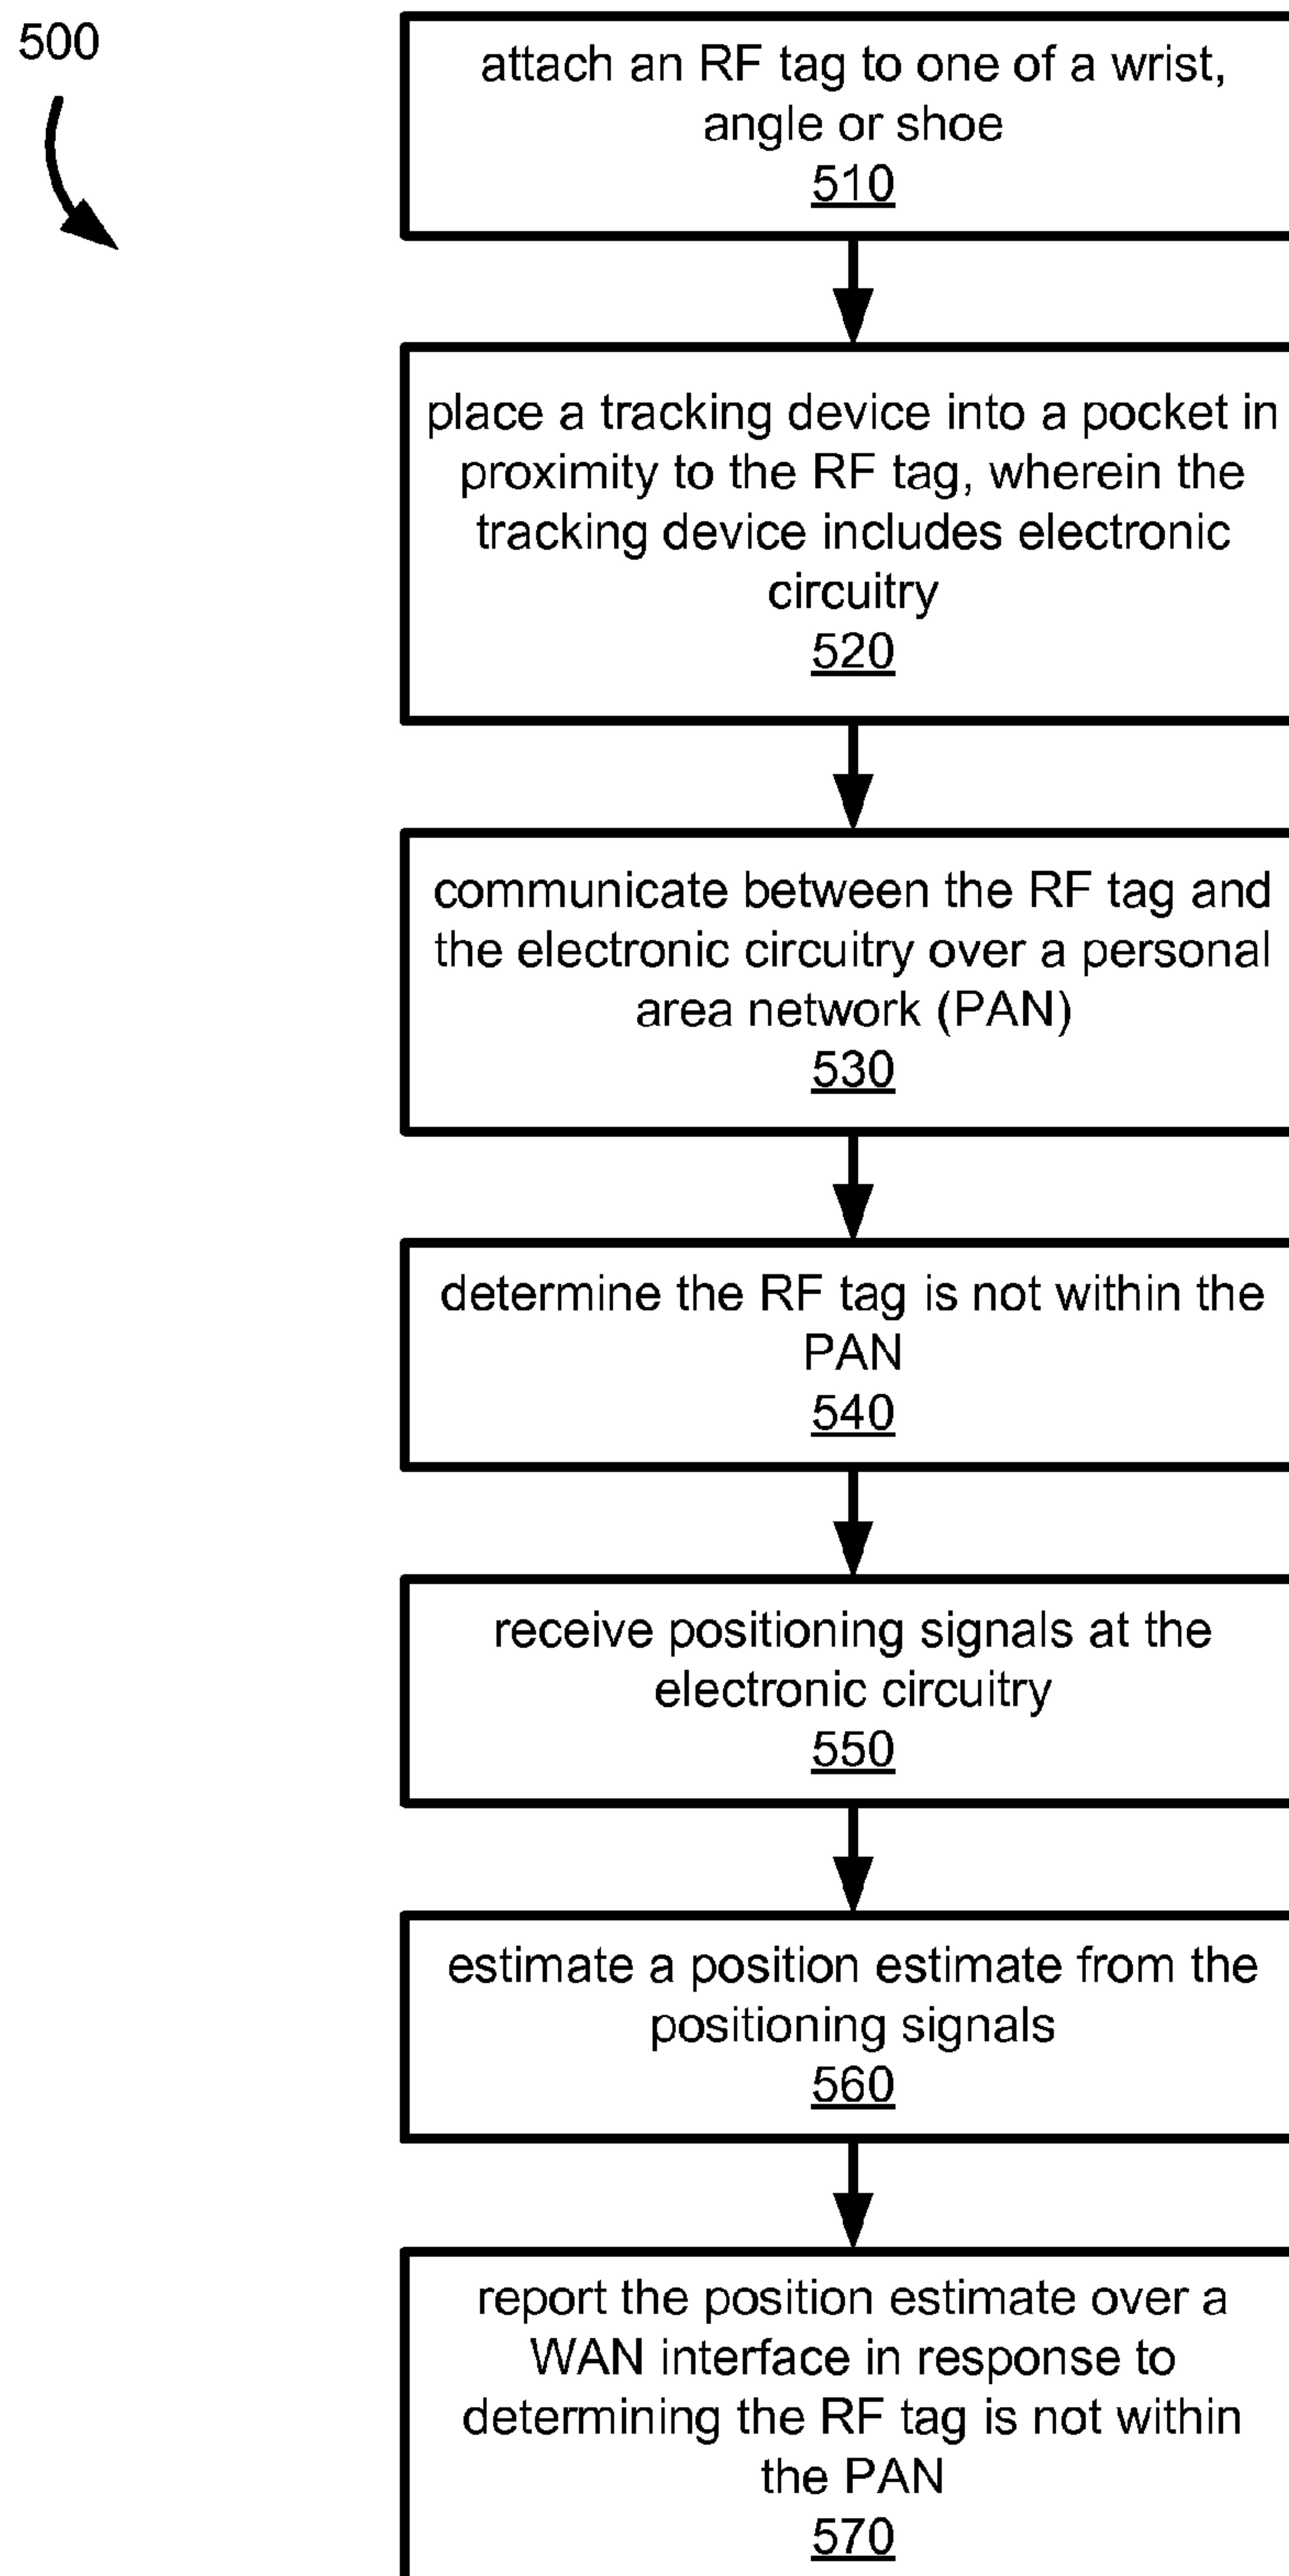 500
attach an RF tag to one of a wrist,
angle or shoe
510
place a tracking device into a pocket in
proximity to the RF tag, wherein the
tracking device includes electronic
circuitry
520
communicate between the RF tag and
the electronic circuitry over a personal
area network (PAN)
530
determine the RF tag is not within the
PAN
540
receive positioning signals at the
electronic circuitry
550
estimate a position estimate from the
positioning signals
560
report the position estimate over a
WAN interface in response to
determining the RF tag is not within
the PAN
570